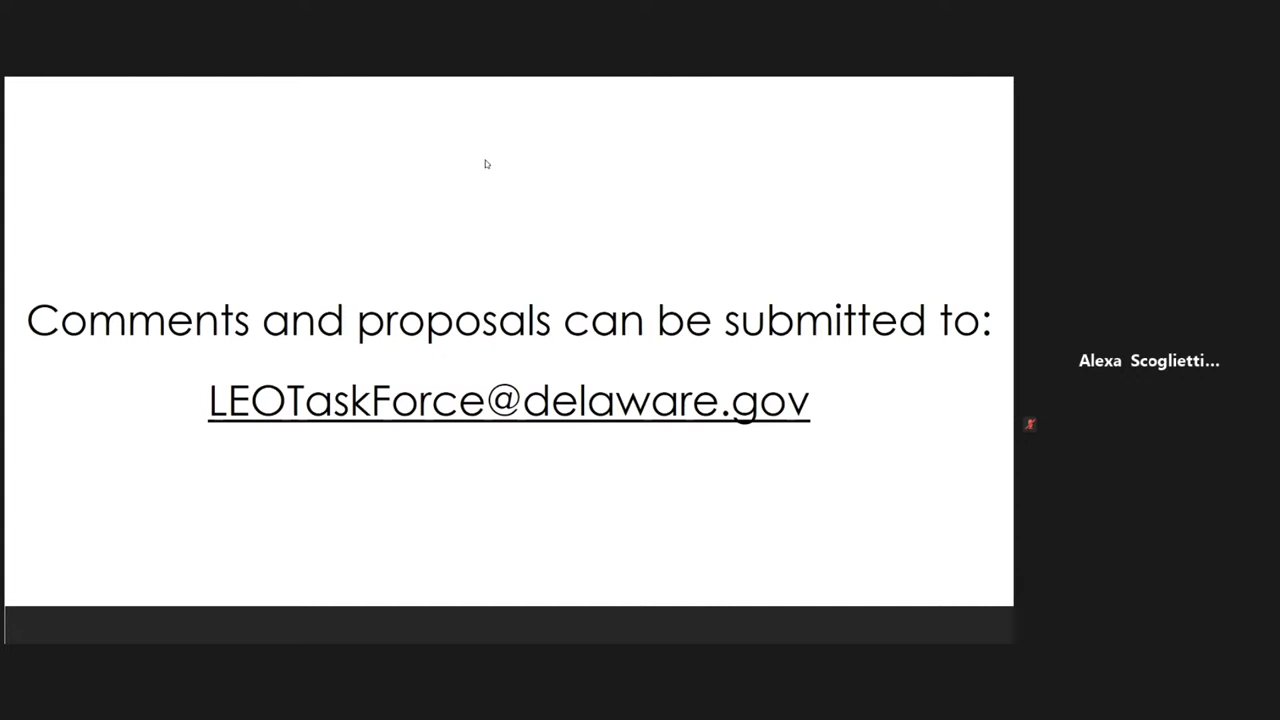 Comments and proposals can be submitted to:
LEOTaskForce@delaware.gov
Alexa Scoglietti...